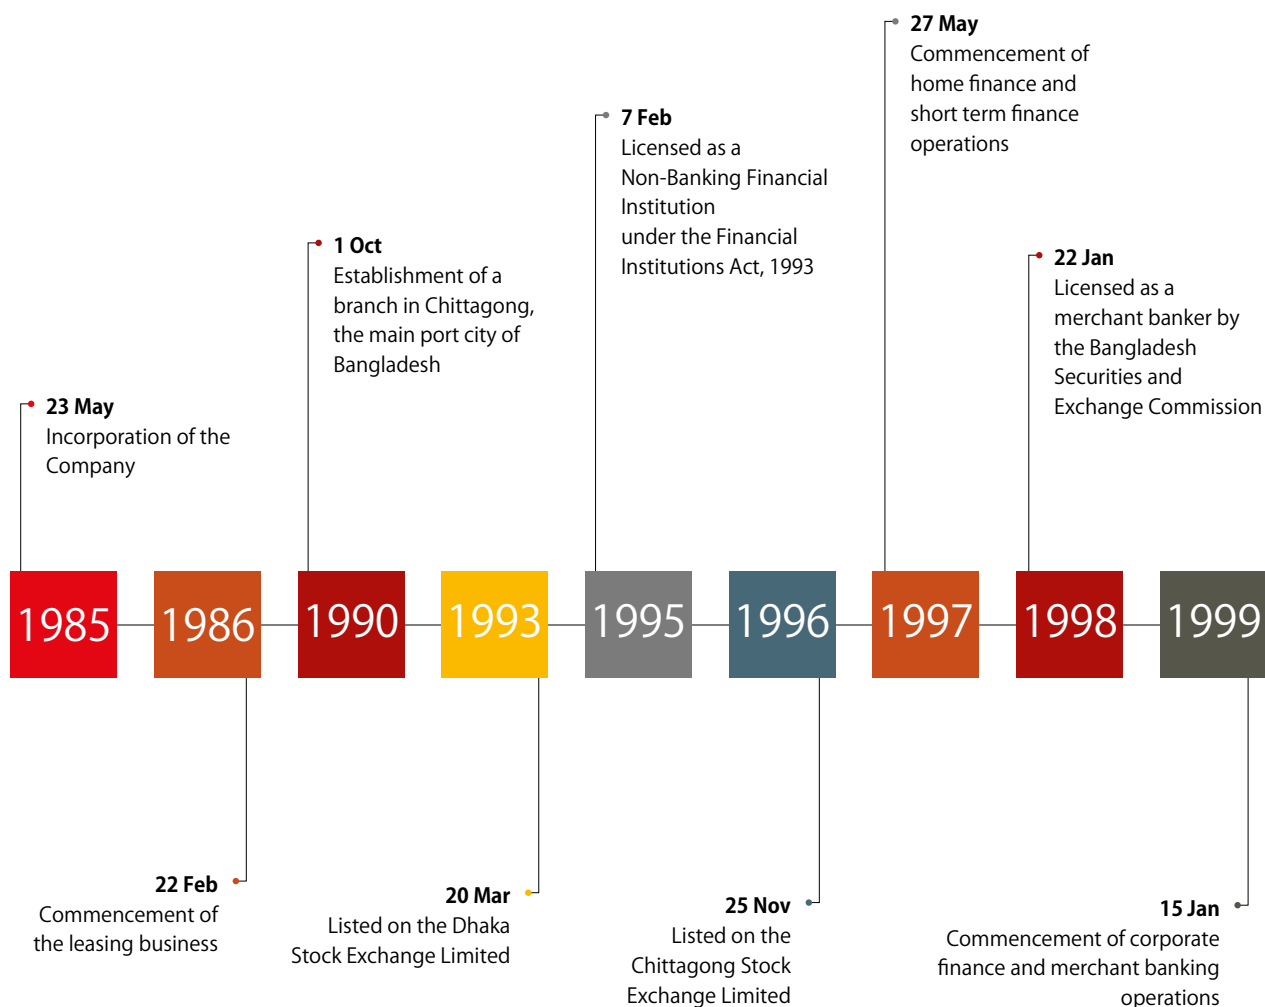 27 May
Commencement of
home finance and
short term finance
operations
7 Feb
Licensed as a
Non-Banking Financial
Institution
under the Financial
Institutions Act, 1993
1 Oct
Establishment of a
branch in Chittagong,
the main port city of
Bangladesh
22 Jan
Licensed as a
merchant banker by
the Bangladesh
Securities and
Exchange Commission
23 May
Incorporation of the
Company
1985
1986
1990
1993
1995
1996
1997
1998
1999
22 Feb
Commencement of
the leasing business
20 Mar
Listed on the Dhaka
Stock Exchange Limited
25 Nov
Listed on the
Chittagong Stock
Exchange Limited
15 Jan
Commencement of corporate
finance and merchant banking
operations